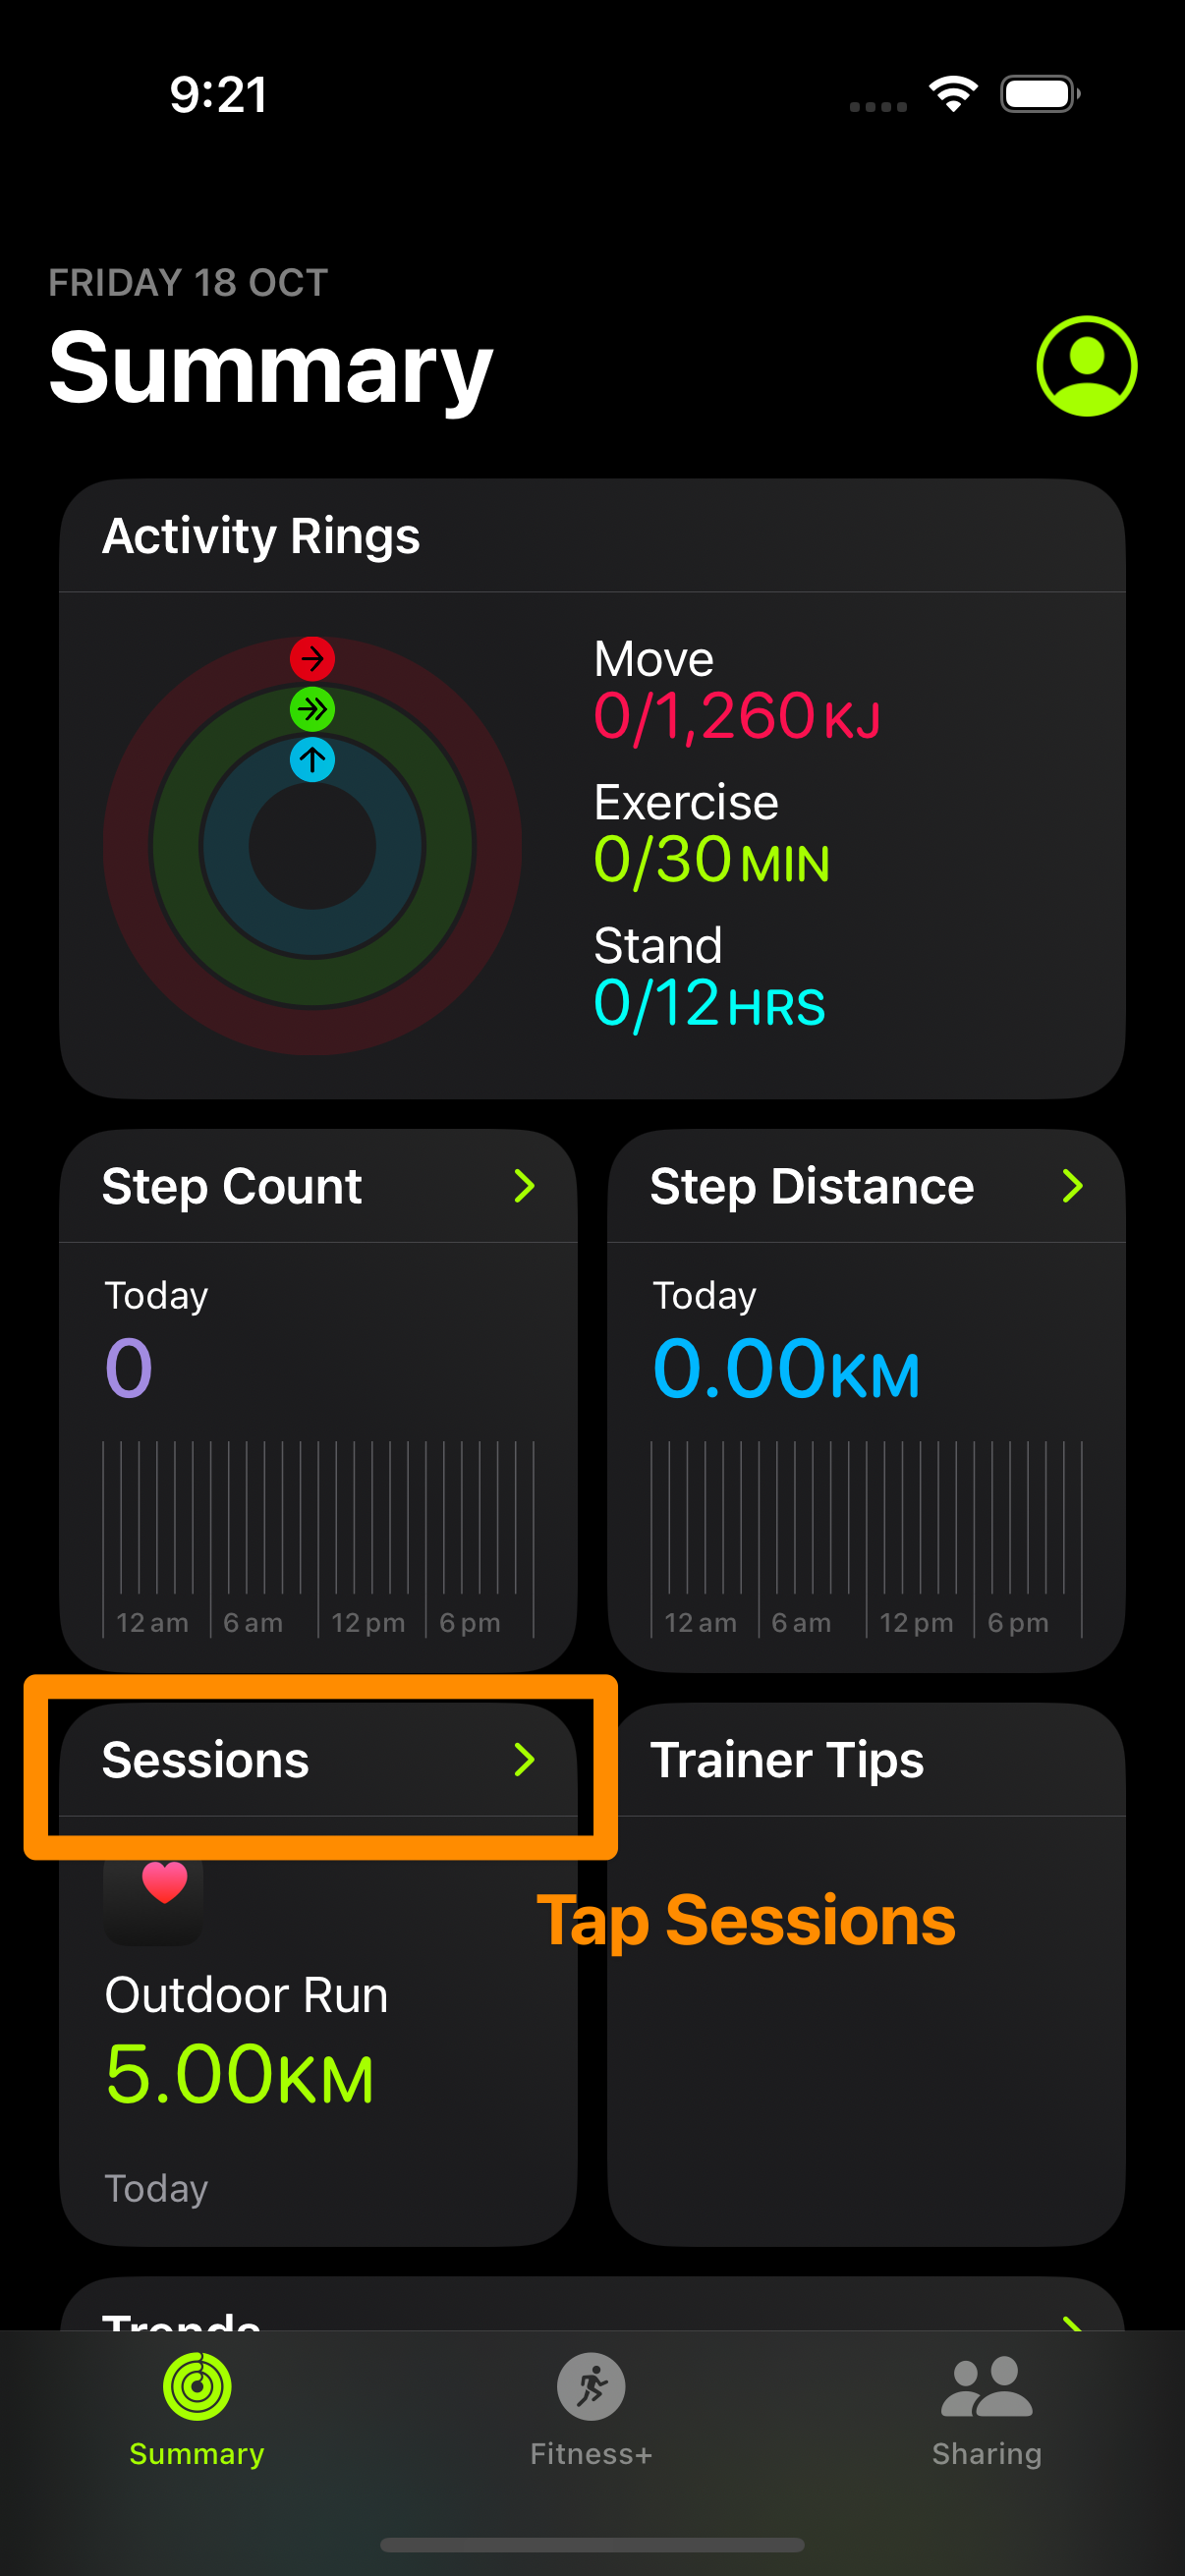 9:21
FRIDAY 18 OCT
Summary
Activity Rings
Move
0/1,260KJ
Exercise
0/30MIN
Stand
0/12HRS
Step Count
Today
0
12 am 6 am 12 pm 6 pm
Step Distance
Today
0.00KM
12 am 6 am 12 pm 6 pm
Sessions
Outdoor Run
5.00KM
Today
Trainer Tips
Tap Sessions
Trends
Summary
Fitness+
Sharing